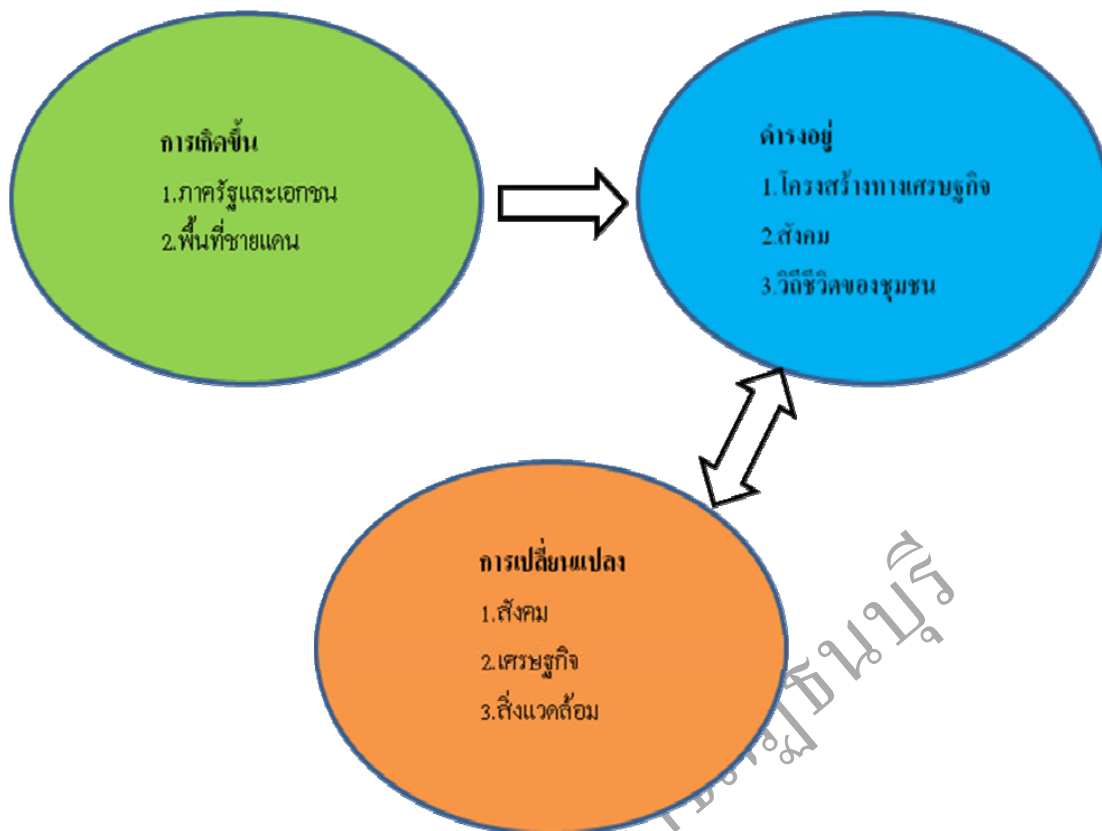 การเกิดขึ้น
1.ภาครัฐและเอกชน
2.พื้นที่ชายแดน
ดำรงอยู่
1.โครงสร้างทางเศรษฐกิจ
2.สังคม
3.วิถีชีวิตของชุมชน
การเปลี่ยนแปลง
1.สังคม
2.เศรษฐกิจ
3.สิ่งแวดล้อม